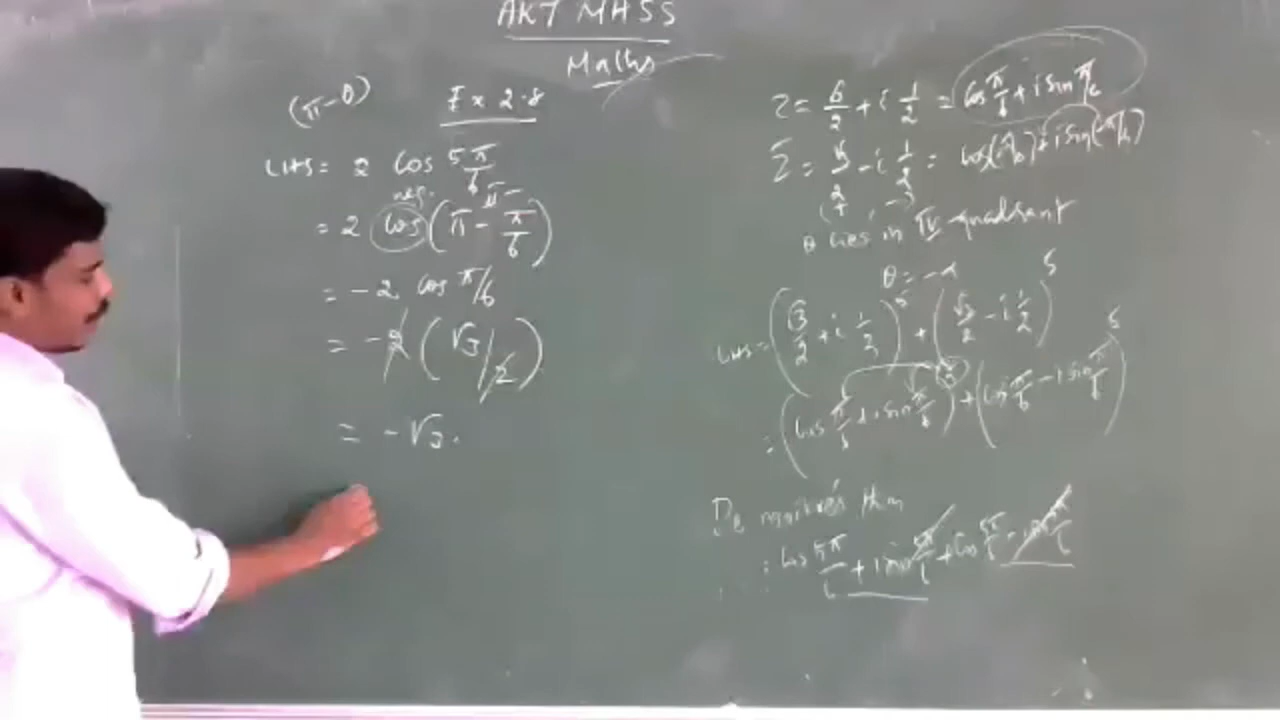 AKT MASS
Maths
(π-θ)
Ex 2.8
LHS = 2 cos 5π/6
neg. π-
= 2 cos (π - π/6)
= -2 cos π/6
= -2 (√3/2)
= -√3.
z = √3/2 + i 1/2 = cos π/6 + i sin π/6
z̄ = √3/2 - i 1/2 = cos(-π/6) + i sin(-π/6)
(+, -)
θ lies in IV quadrant
θ = -α
LHS = (√3/2 + i 1/2)^5 + (√3/2 - i 1/2)^5
= (cos π/6 + i sin π/6)^5 + (cos π/6 - i sin π/6)^5
De moivre's thm
: cos 5π/6 + i sin 5π/6 + cos 5π/6 - i sin 5π/6